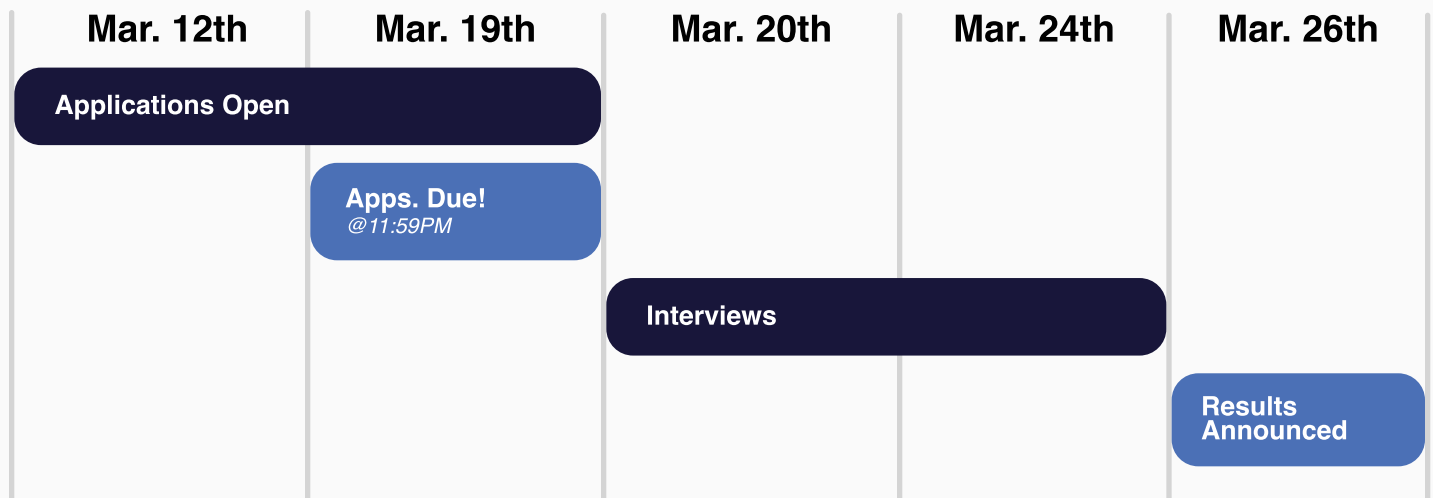 Mar. 12th
Mar. 19th
Mar. 20th
Mar. 24th
Mar. 26th
Applications Open
Apps. Due!
@11:59PM
Interviews
Results
Announced